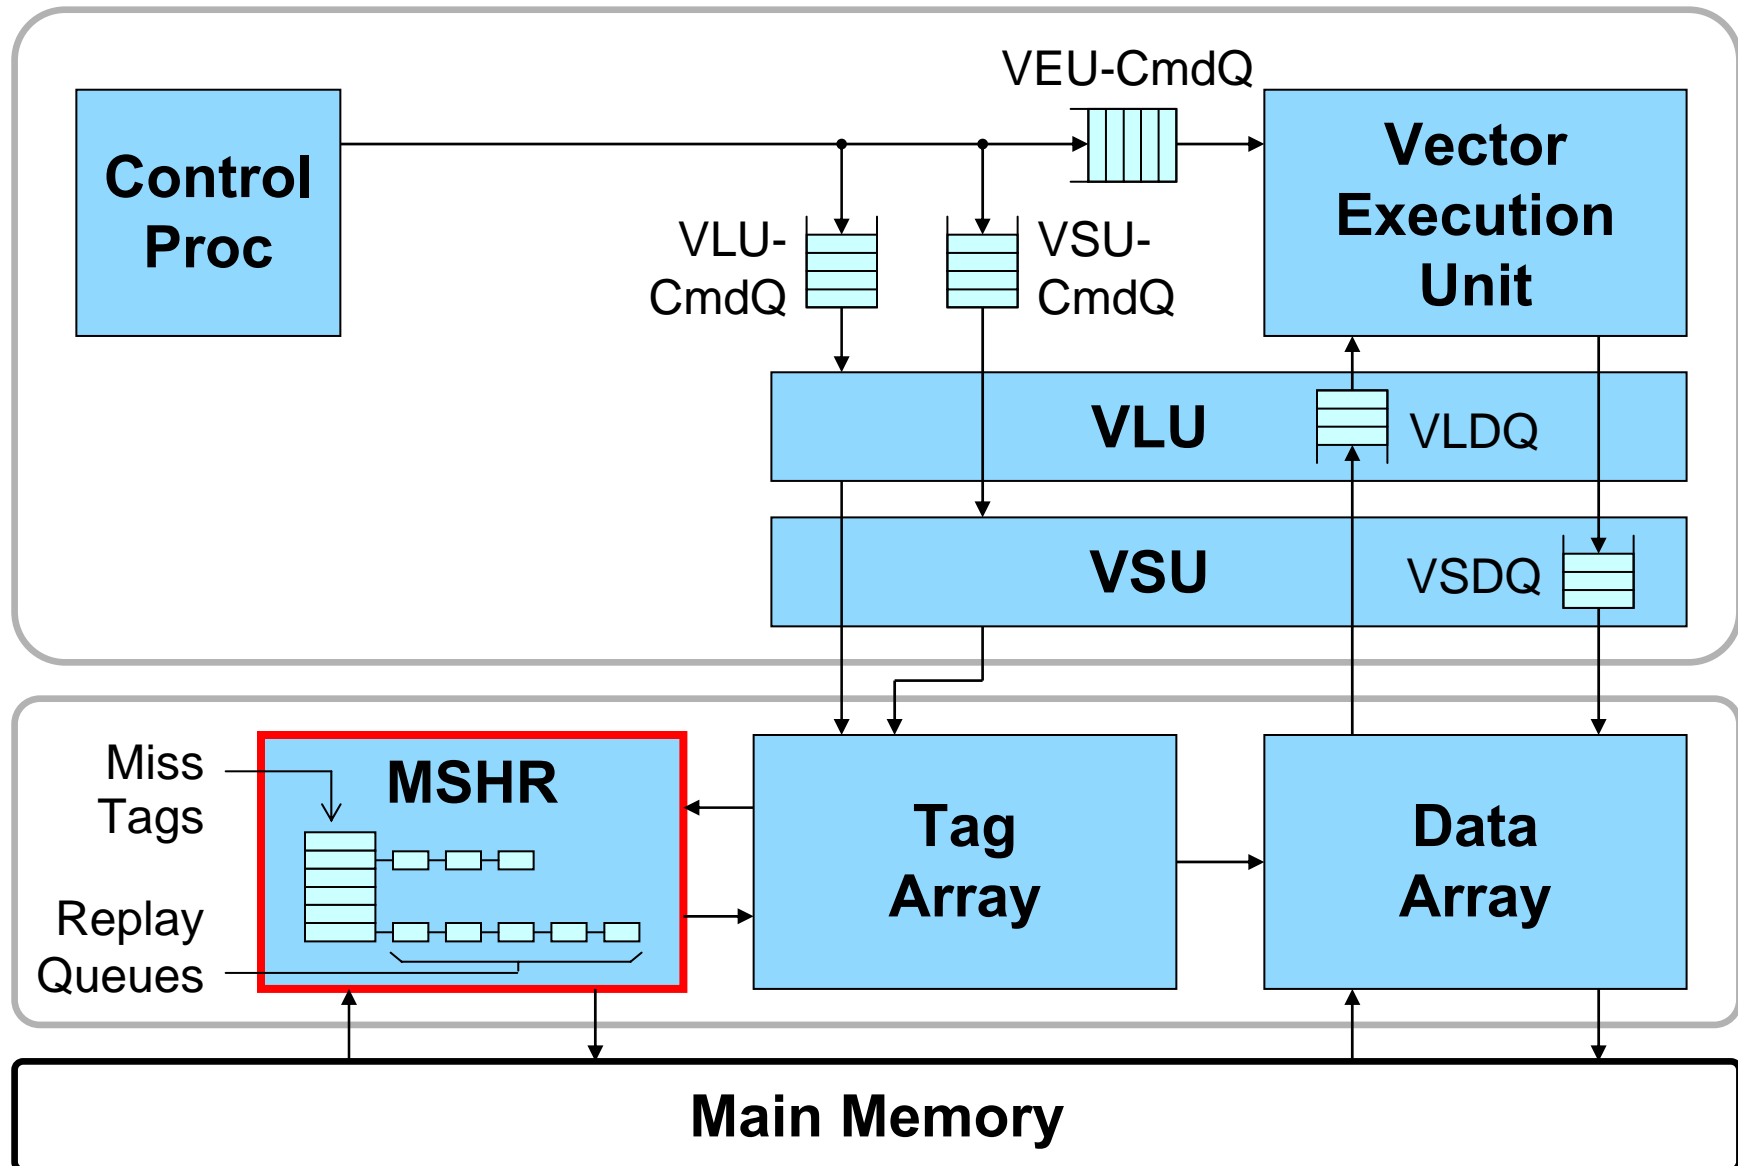 VEU-CmdQ
Control
Proc
Vector
Execution
Unit
VLU-
CmdQ
VSU-
CmdQ
VLU
VLDQ
VSU
VSDQ
Miss
Tags
MSHR
Replay
Queues
Tag
Array
Data
Array
Main Memory